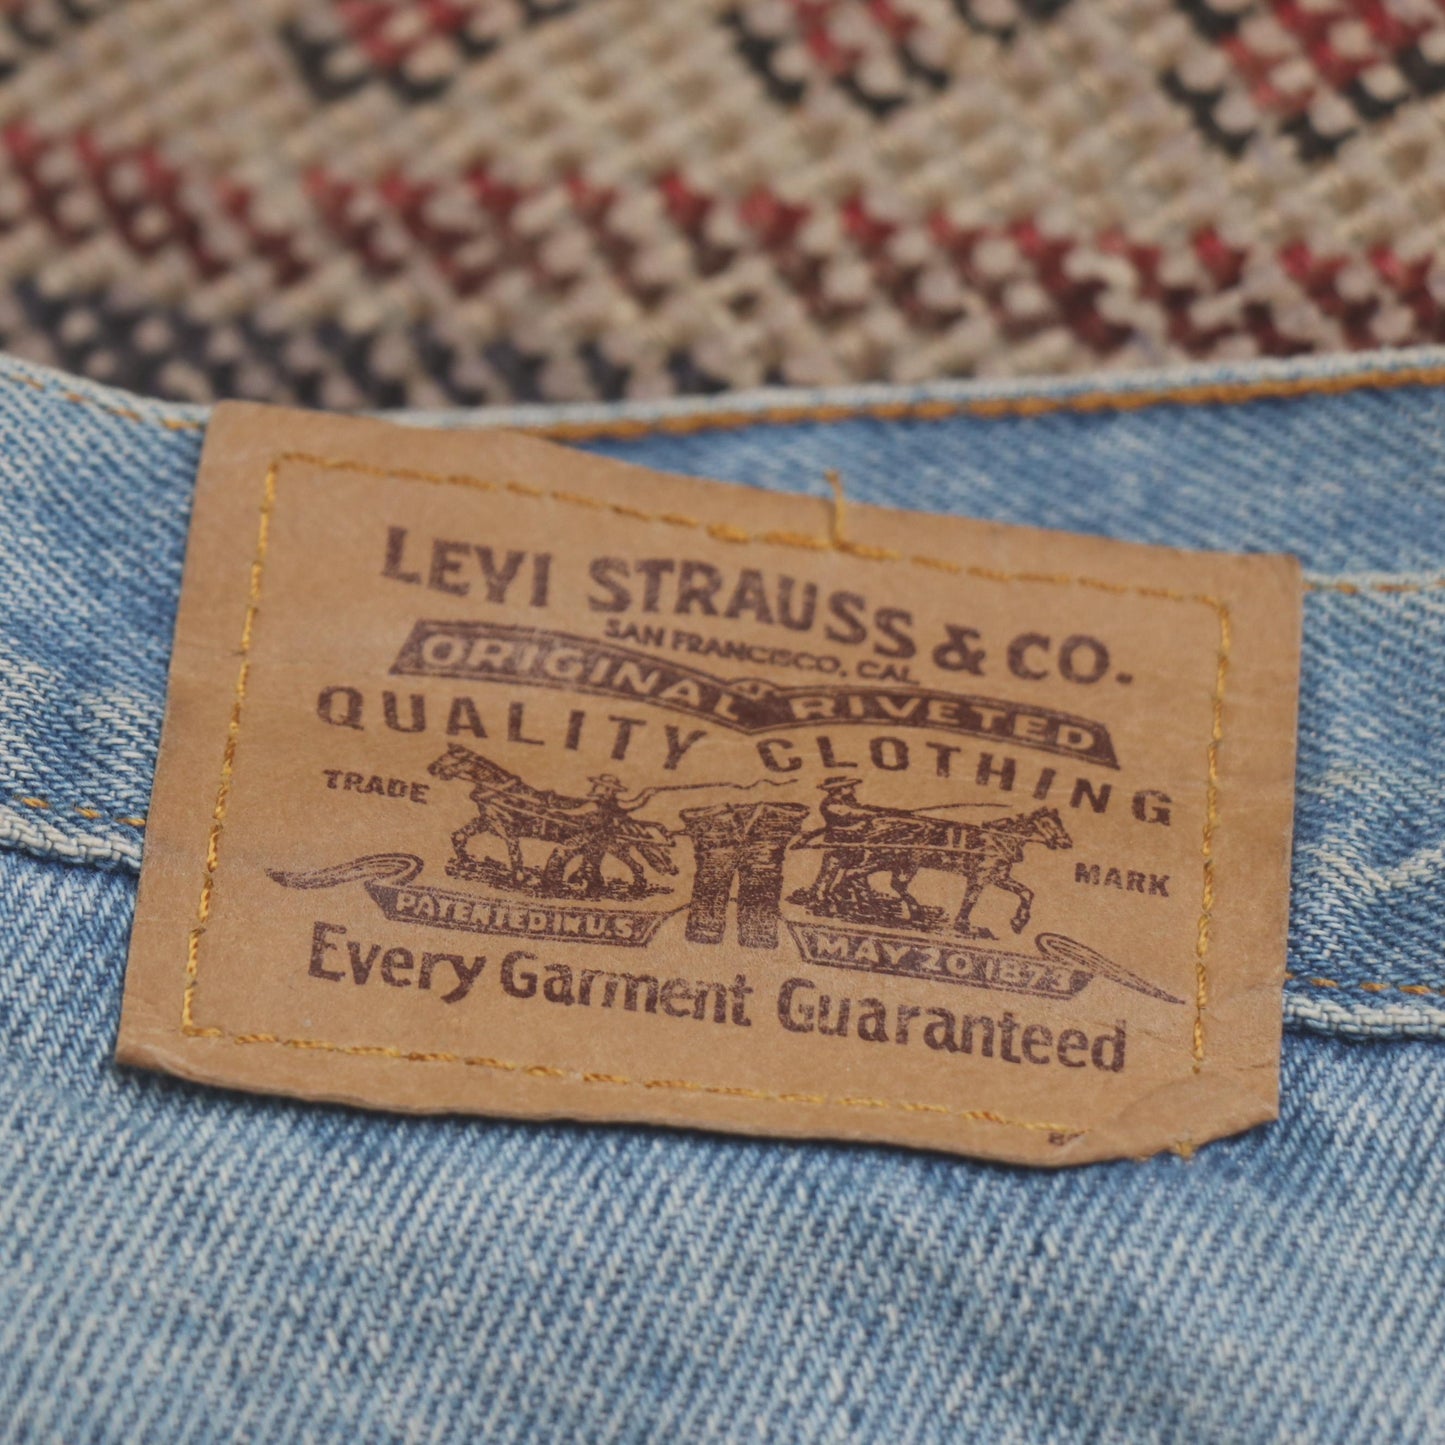 LEVI STRAUSS & CO.
SAN FRANCISCO, CAL.
ORIGINAL RIVETED
QUALITY CLOTHING
TRADE MARK
PATENTED IN U.S. MAY 20 1873
Every Garment Guaranteed